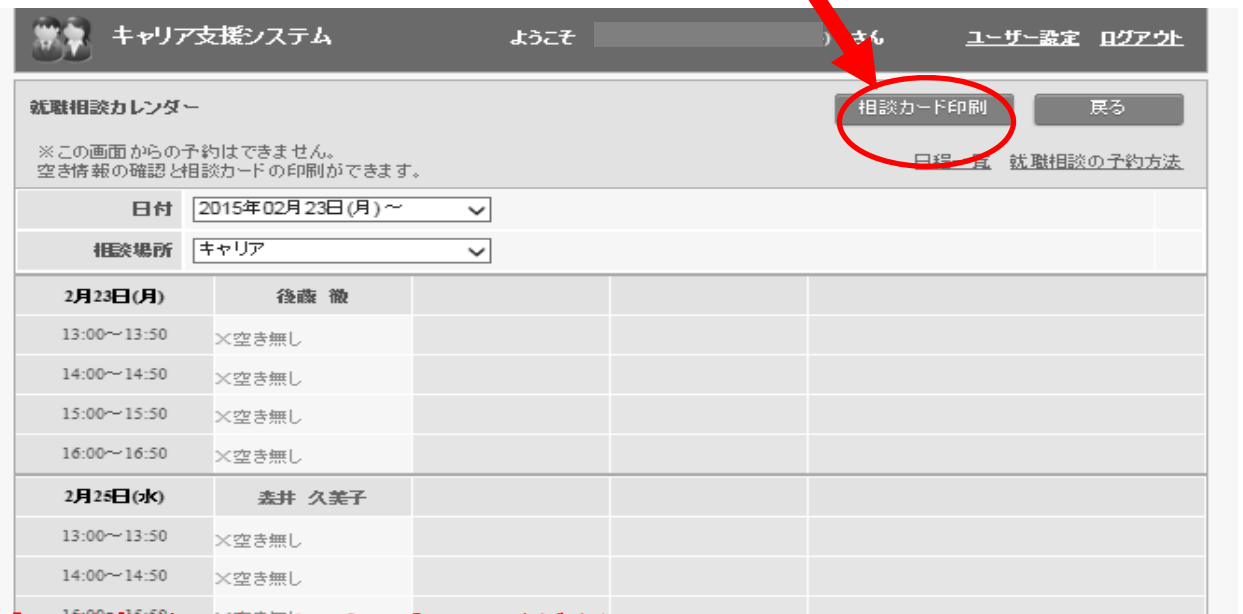 キャリア支援システム ようこそ さん ユーザー設定 ログアウト
就職相談カレンダー 相談カード印刷 戻る
※この画面からの予約はできません。
空き情報の確認と相談カードの印刷ができます。
日程一覧 就職相談の予約方法
日付 2015年02月23日(月)～
相談場所 キャリア
2月23日(月) 後藤 徹
13:00～13:50 ×空き無し
14:00～14:50 ×空き無し
15:00～15:50 ×空き無し
16:00～16:50 ×空き無し
2月25日(水) 森井 久美子
13:00～13:50 ×空き無し
14:00～14:50 ×空き無し